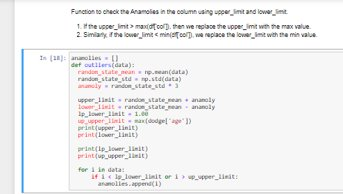 Function to check the Anamolies in the column using upper_limit and lower_limit.
1. If the upper_limit > max(df['col']), then we replace the upper_limit with the max value.
2. Similarly, if the lower_limit < min(df['col']), we replace the lower_limit with the min value.
In [18]: anamolies = []
def outliers(data):
random_state_mean = np.mean(data)
random_state_std = np.std(data)
anamoly = random_state_std * 3
upper_limit = random_state_mean + anamoly
lower_limit = random_state_mean - anamoly
lp_lower_limit = 1.00
up_upper_limit = max(dodge['age'])
print(upper_limit)
print(lower_limit)
print(lp_lower_limit)
print(up_upper_limit)
for i in data:
if i < lp_lower_limit or i > up_upper_limit:
anamolies.append(i)